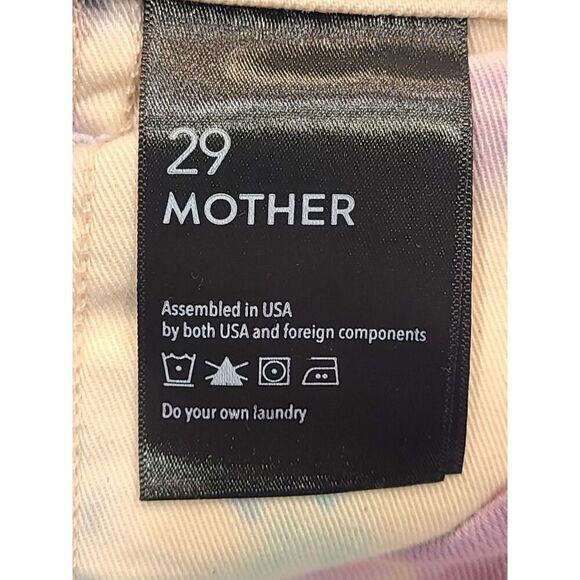 29
MOTHER
Assembled in USA
by both USA and foreign components
Do your own laundry